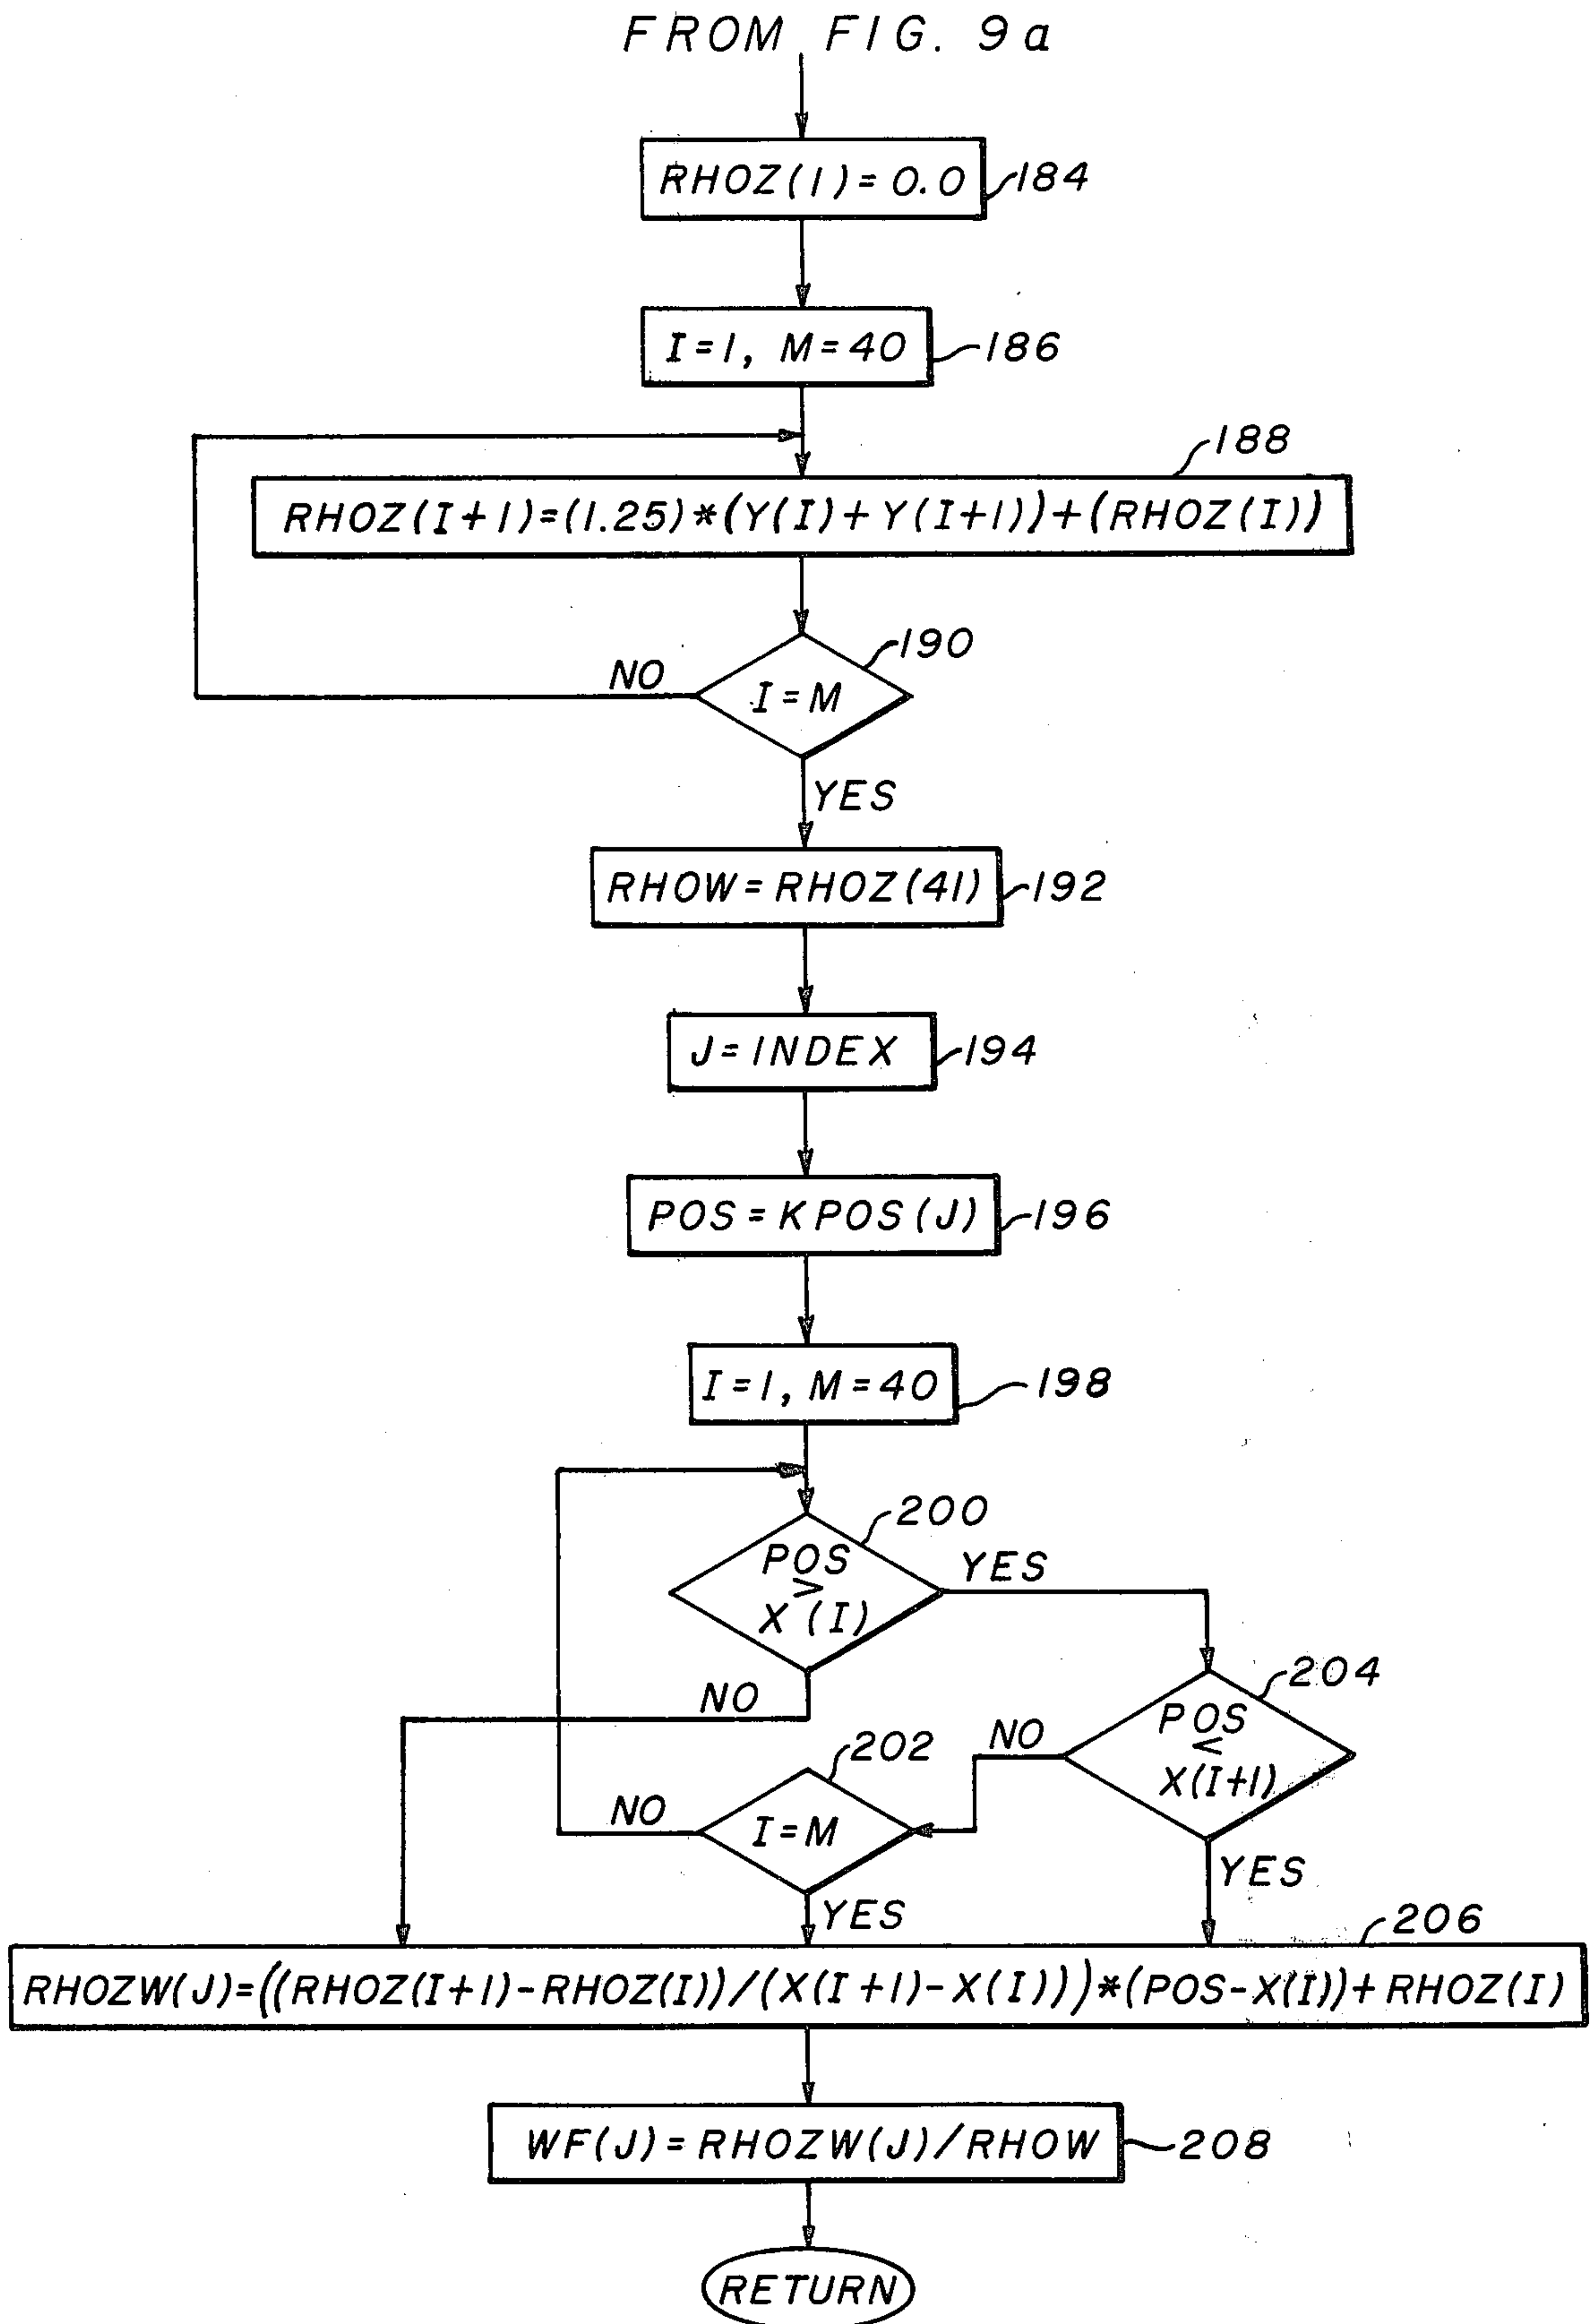 FROM FIG. 9a
RHOZ(1)=0.0
184
I=1, M=40
186
188
RHOZ(I+1)=(1.25)*(Y(I)+Y(I+1))+(RHOZ(I))
190
NO
I=M
YES
RHOW=RHOZ(41)
192
J=INDEX
194
POS=KPOS(J)
196
I=1, M=40
198
200
POS
>
X(I)
YES
204
NO
POS
<
X(I+1)
NO
202
NO
I=M
YES
YES
206
RHOZW(J)=((RHOZ(I+1)-RHOZ(I))/(X(I+1)-X(I)))*(POS-X(I))+RHOZ(I)
WF(J)=RHOZW(J)/RHOW
208
RETURN